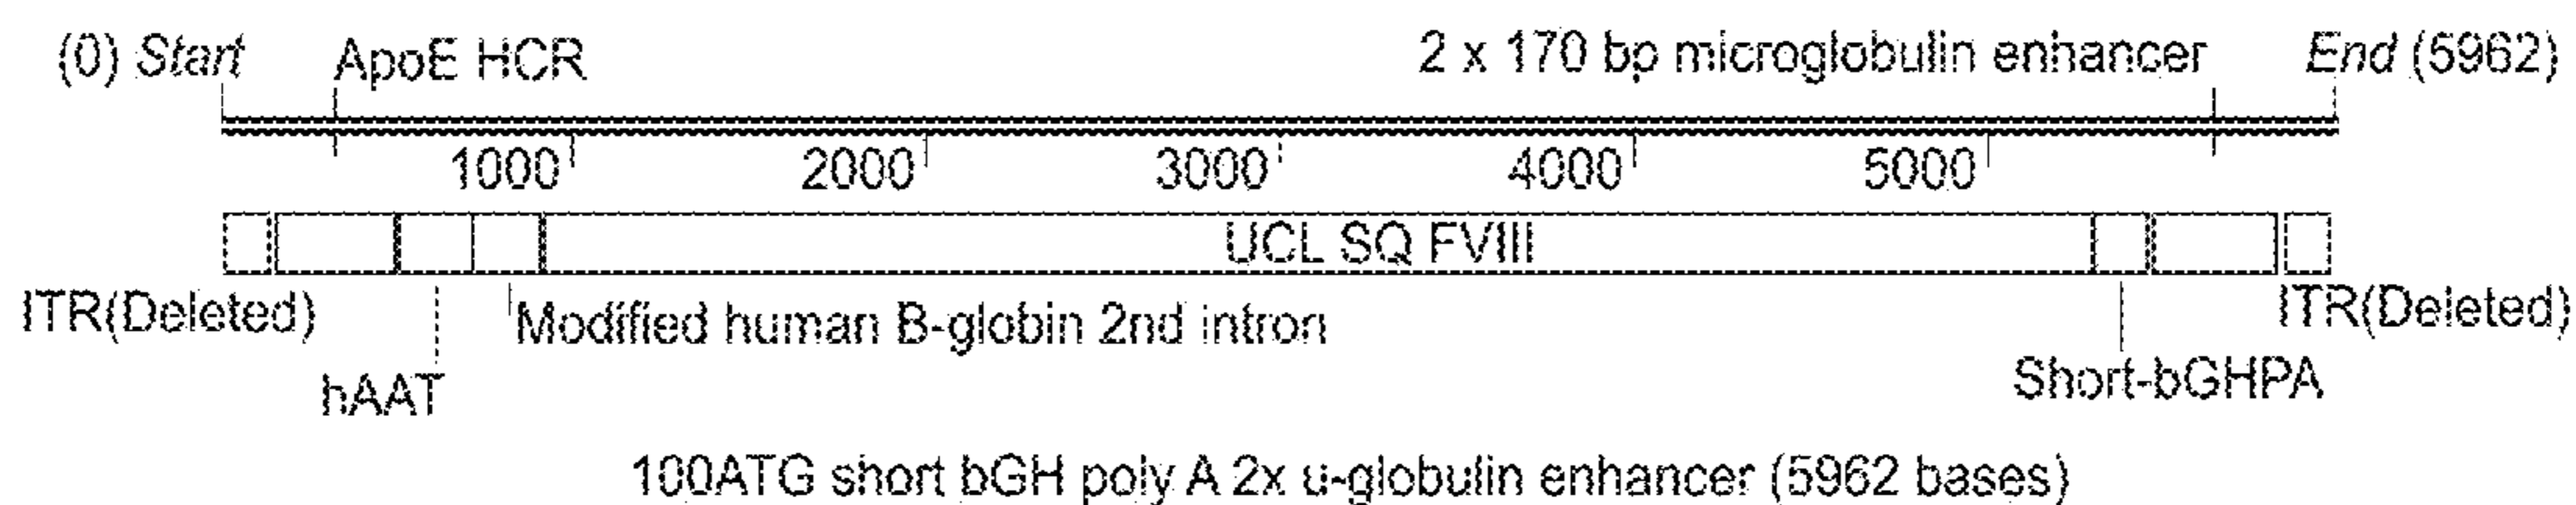 (0) Start ApoE HCR 2 x 170 bp microglobulin enhancer End (5962)
1000 2000 3000 4000 5000
UCL SQ FVIII
ITR(Deleted) Modified human B-globin 2nd intron ITR(Deleted)
hAAT Short-bGHPA
100ATG short bGH poly A 2x u-globulin enhancer (5962 bases)